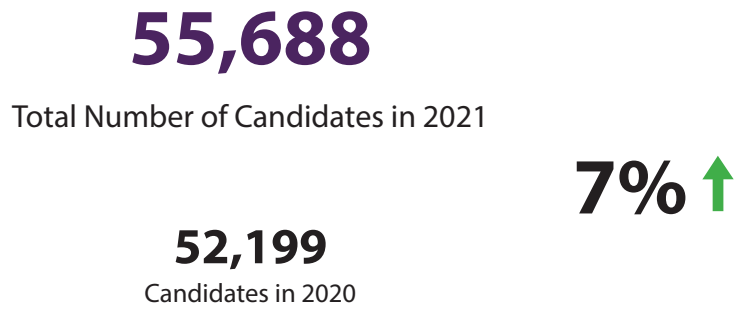 55,688
Total Number of Candidates in 2021
7%
52,199
Candidates in 2020